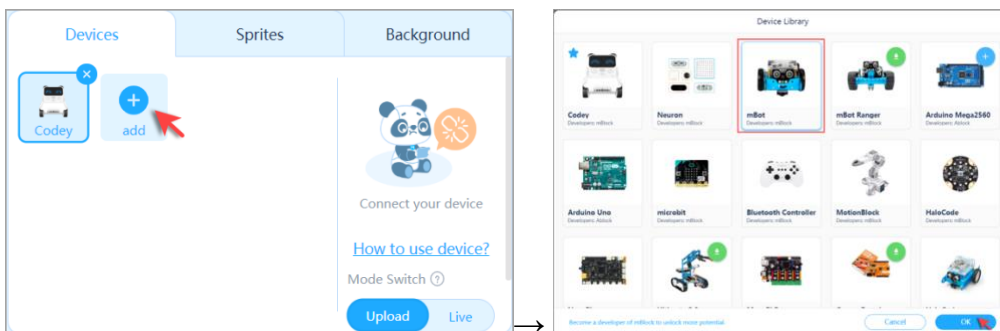 Devices
Sprites
Background
Codey
add
Connect your device
How to use device?
Mode Switch ?
Upload
Live
→
Device Library
Codey
Developers: mBlock
Neuron
Developers: mBlock
mBot
Developers: mBlock
mBot Ranger
Developers: mBlock
Arduino Mega2560
Developers: Ablock
Arduino Uno
Developers: Ablock
microbit
Developers: mBlock
Bluetooth Controller
Developers: mBlock
MotionBlock
Developers: mBlock
HaloCode
Developers: mBlock
Become a developer of mBlock to unlock more potential
Cancel
OK